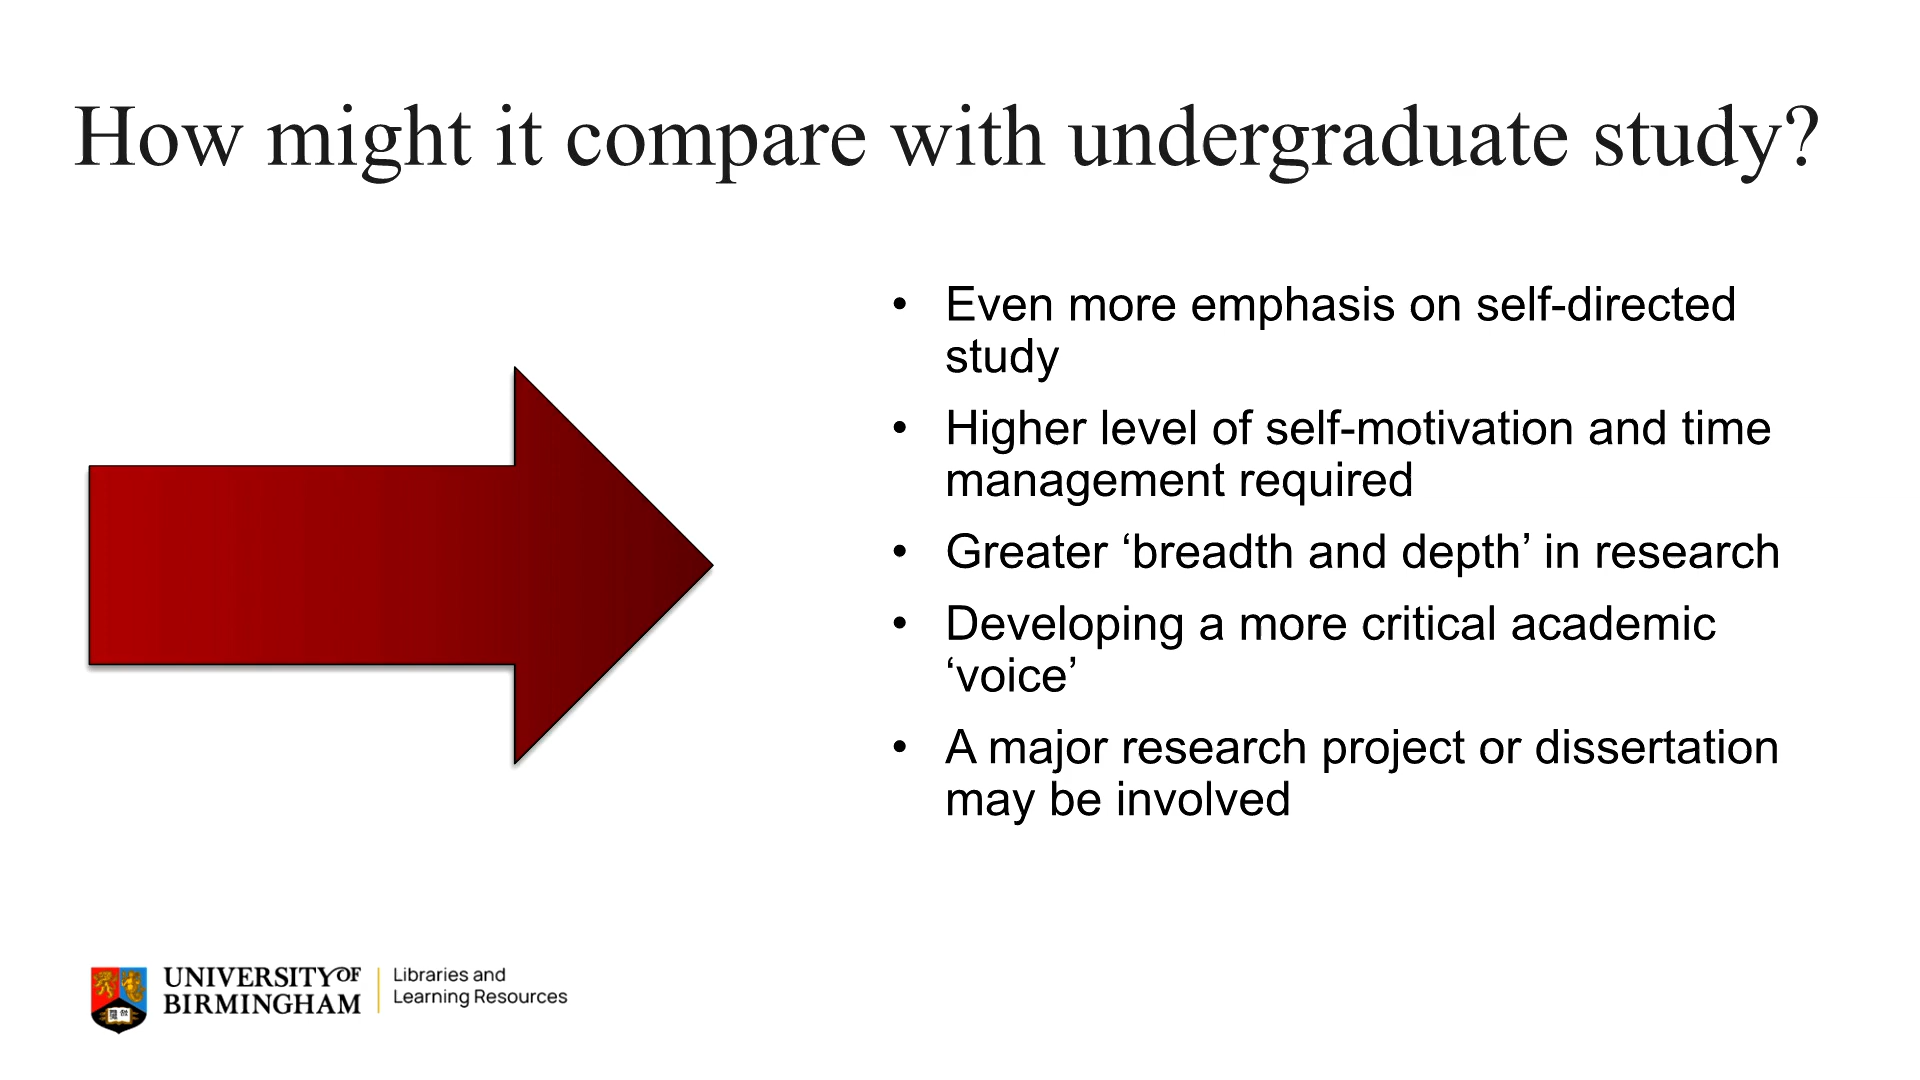 How might it compare with undergraduate study?
• Even more emphasis on self-directed
study
• Higher level of self-motivation and time
management required
• Greater ‘breadth and depth’ in research
• Developing a more critical academic
‘voice’
• A major research project or dissertation
may be involved
UNIVERSITY OF
BIRMINGHAM
Libraries and
Learning Resources